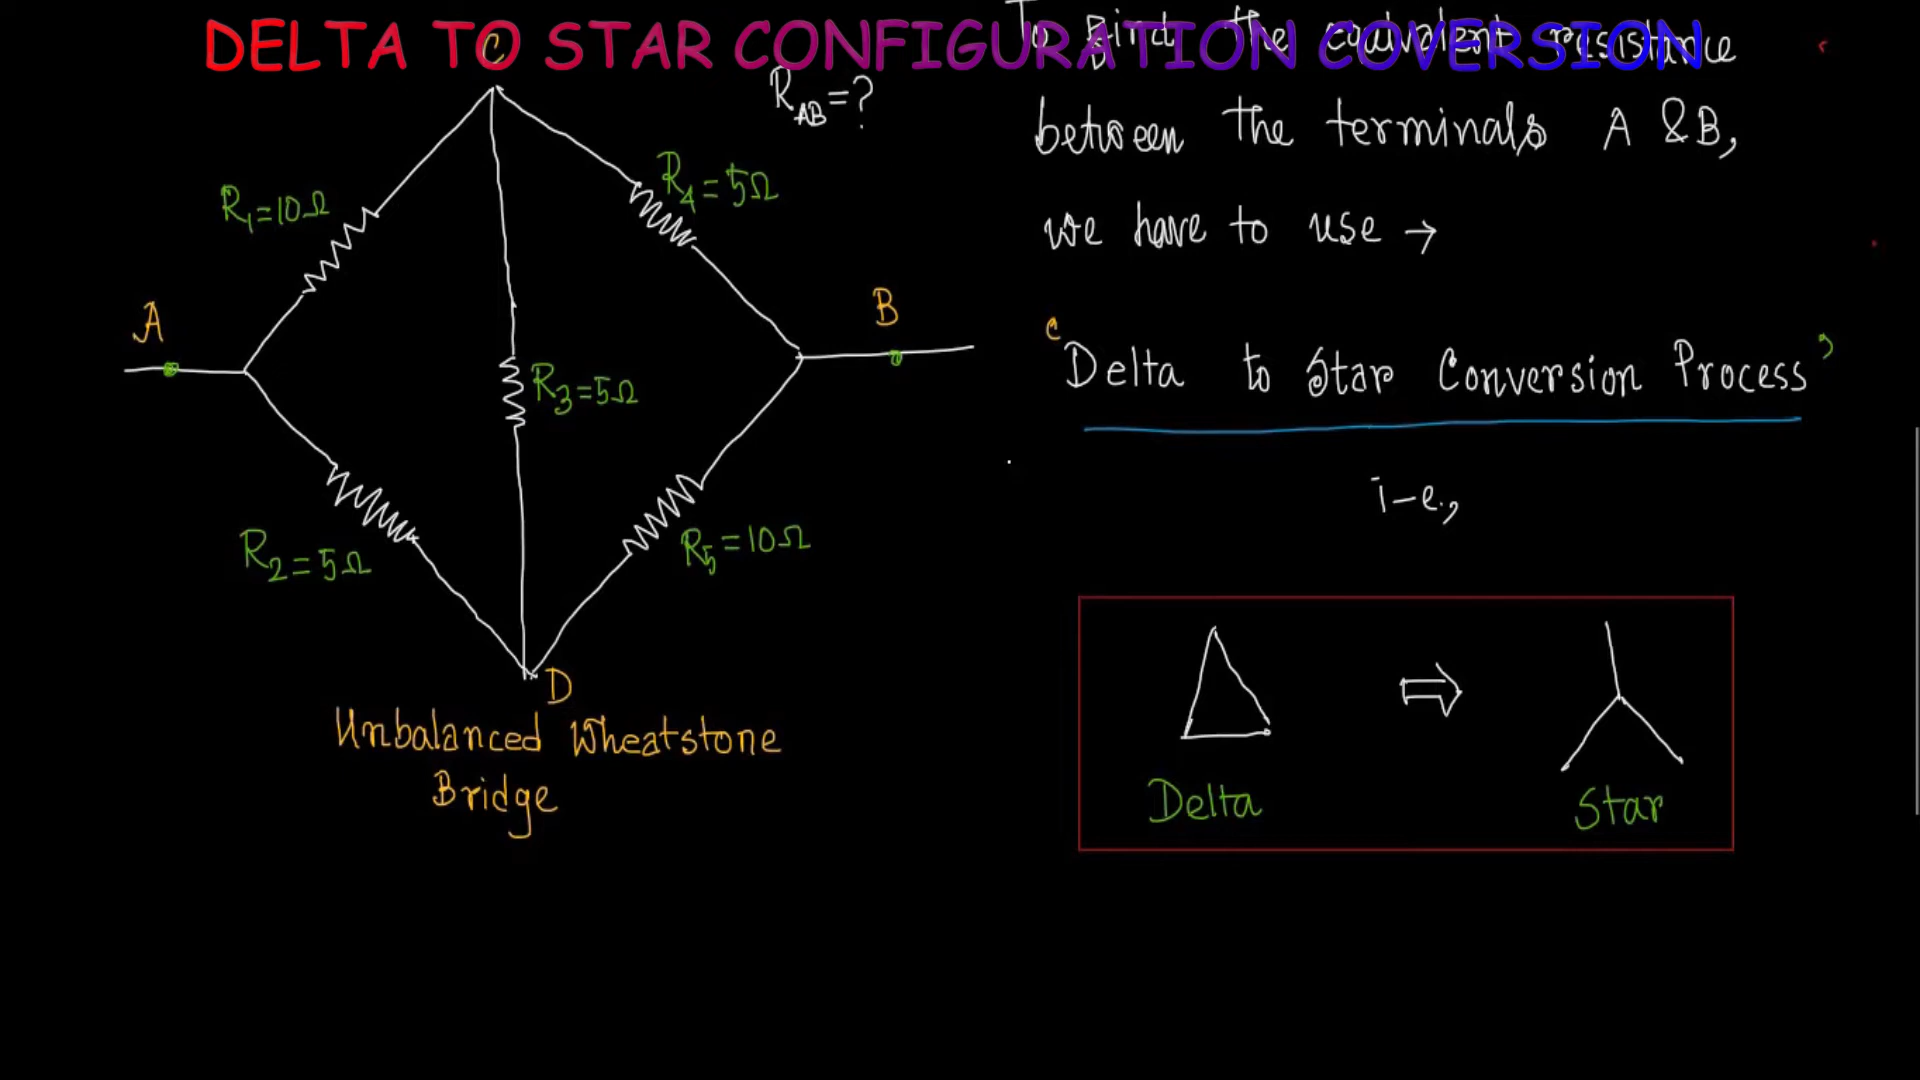 DELTA TO STAR CONFIGURATION COVERSION
C
R₁=10Ω
R₄=5Ω
R_AB=?
A
B
R₃=5Ω
R₂=5Ω
R₅=10Ω
D
Unbalanced Wheatstone
Bridge
To Find the equivalent resistance
between the terminals A & B,
we have to use →
‘Delta to Star Conversion Process’
i-e.,
Delta ⇨ Star